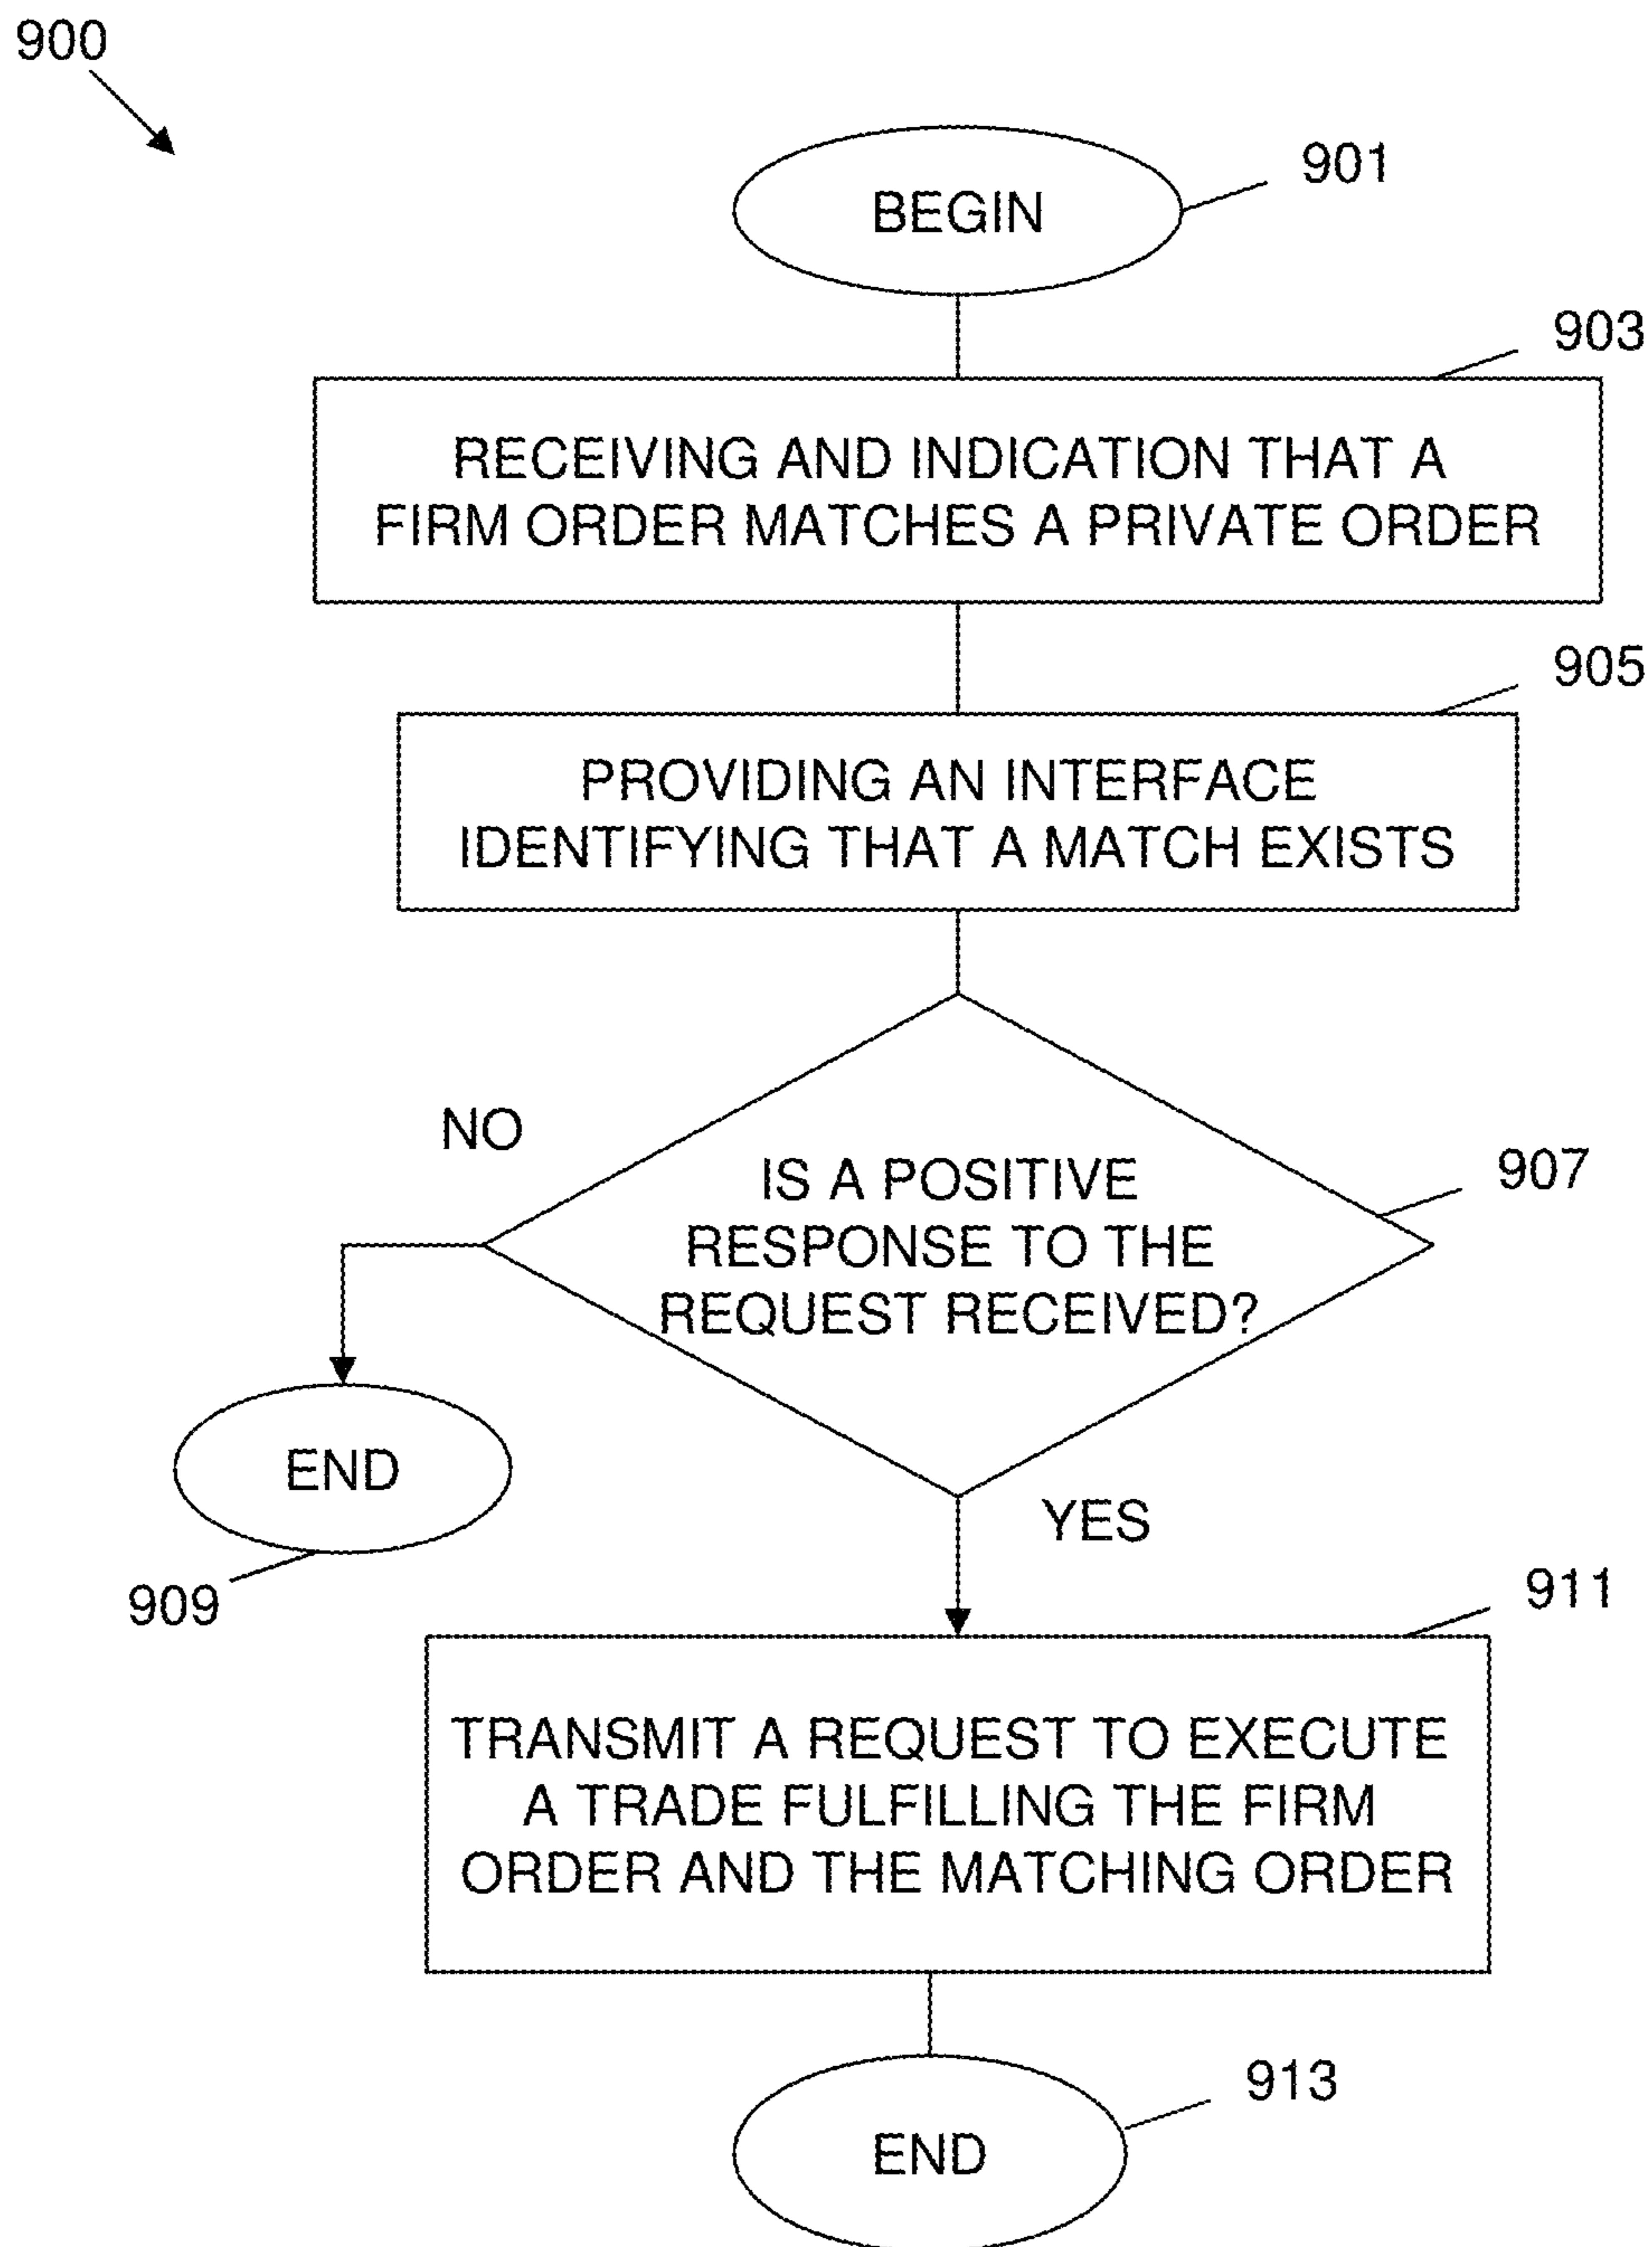 900
901
BEGIN
903
RECEIVING AND INDICATION THAT A
FIRM ORDER MATCHES A PRIVATE ORDER
905
PROVIDING AN INTERFACE
IDENTIFYING THAT A MATCH EXISTS
NO
907
IS A POSITIVE
RESPONSE TO THE
REQUEST RECEIVED?
END
909
YES
911
TRANSMIT A REQUEST TO EXECUTE
A TRADE FULFILLING THE FIRM
ORDER AND THE MATCHING ORDER
913
END